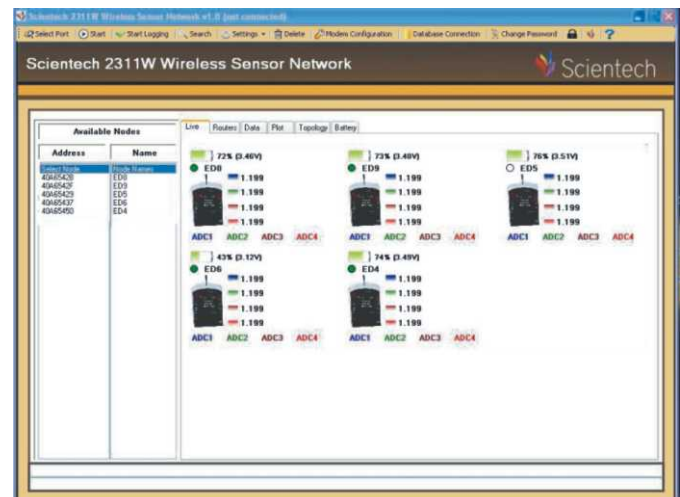 Scientech 2311W Wireless Sensor Network v1.0 (port connected)
Select Port Start Start Logging Search Settings Delete Modem Configuration Database Connection Change Password ?
Scientech 2311W Wireless Sensor Network
Scientech
Available Nodes
Address Name
Select Node Node Names
40A6542B ED0
40A6542F ED9
40A65429 ED5
40A65437 ED6
40A65450 ED4
Live Routers Data Plot Topology Battery
72% (3.46V) 73% (3.48V) 76% (3.51V)
ED0 ED9 ED5
1.199 1.199 1.199
1.199 1.199 1.199
1.199 1.199 1.199
1.199 1.199 1.199
ADC1 ADC2 ADC3 ADC4 ADC1 ADC2 ADC3 ADC4 ADC1 ADC2 ADC3 ADC4
43% (3.12V) 74% (3.49V)
ED6 ED4
1.199 1.199
1.199 1.199
1.199 1.199
1.199 1.199
ADC1 ADC2 ADC3 ADC4 ADC1 ADC2 ADC3 ADC4